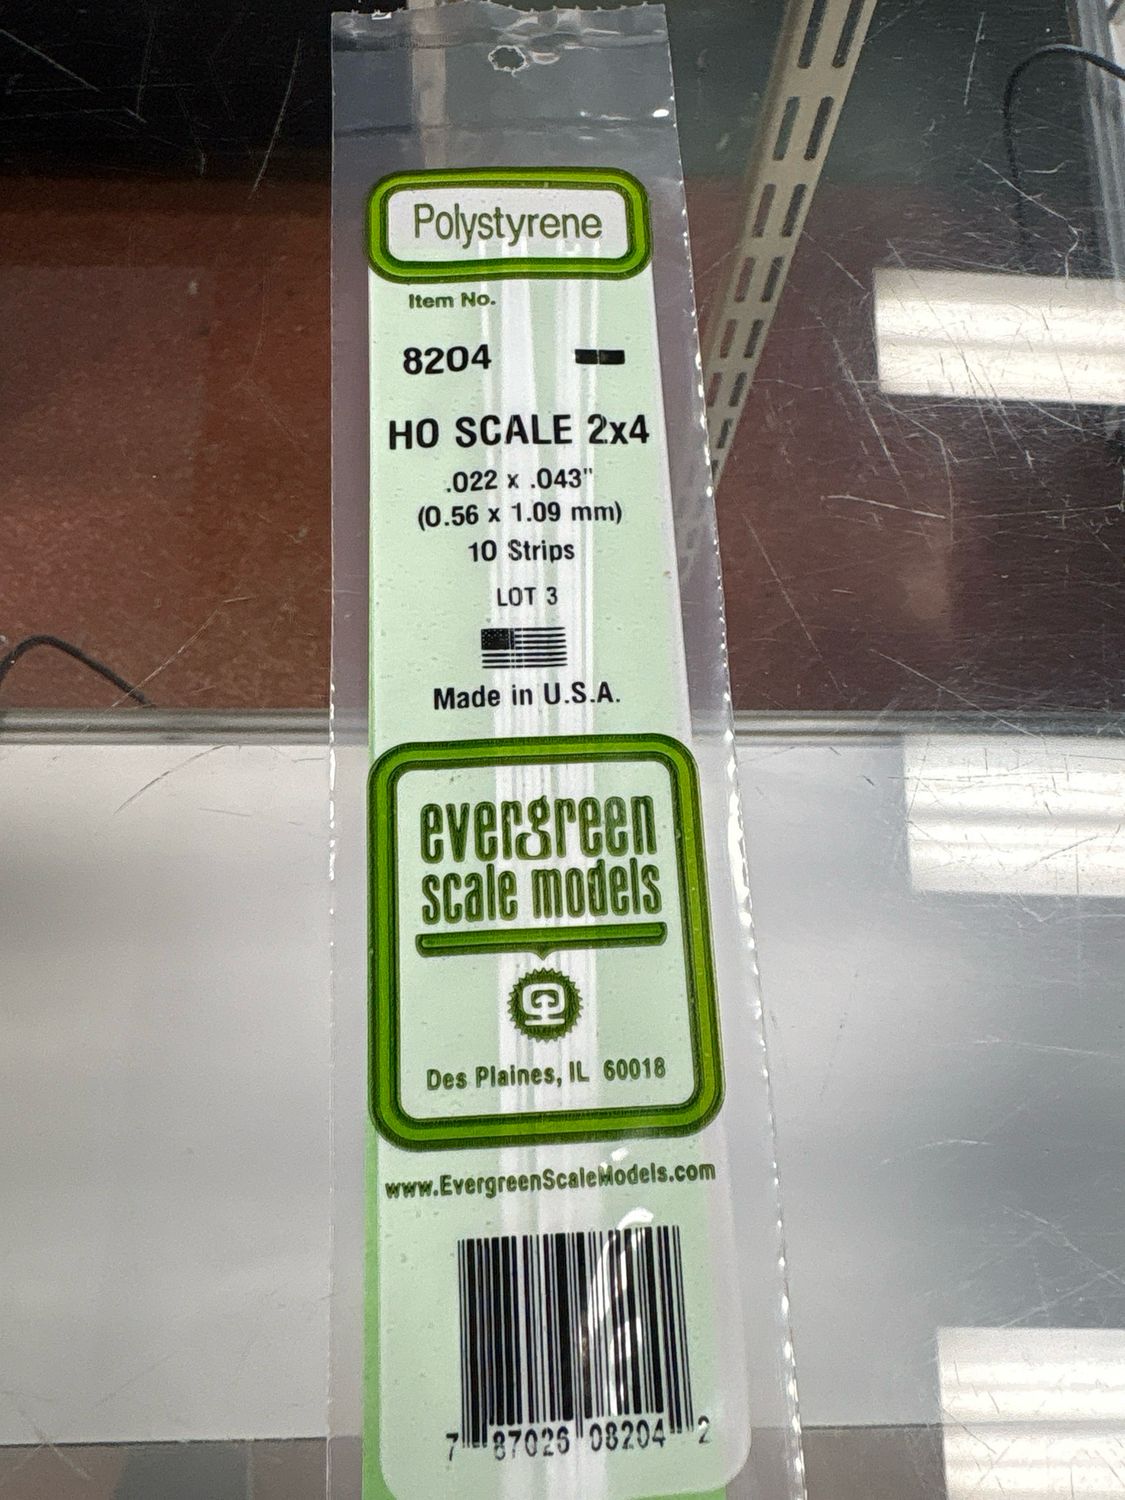 Polystyrene
Item No.
8204
HO SCALE 2x4
.022 x .043"
(0.56 x 1.09 mm)
10 Strips
LOT 3
Made in U.S.A.
evergreen
scale models
Des Plaines, IL 60018
www.EvergreenScaleModels.com
7 87026 08204 2